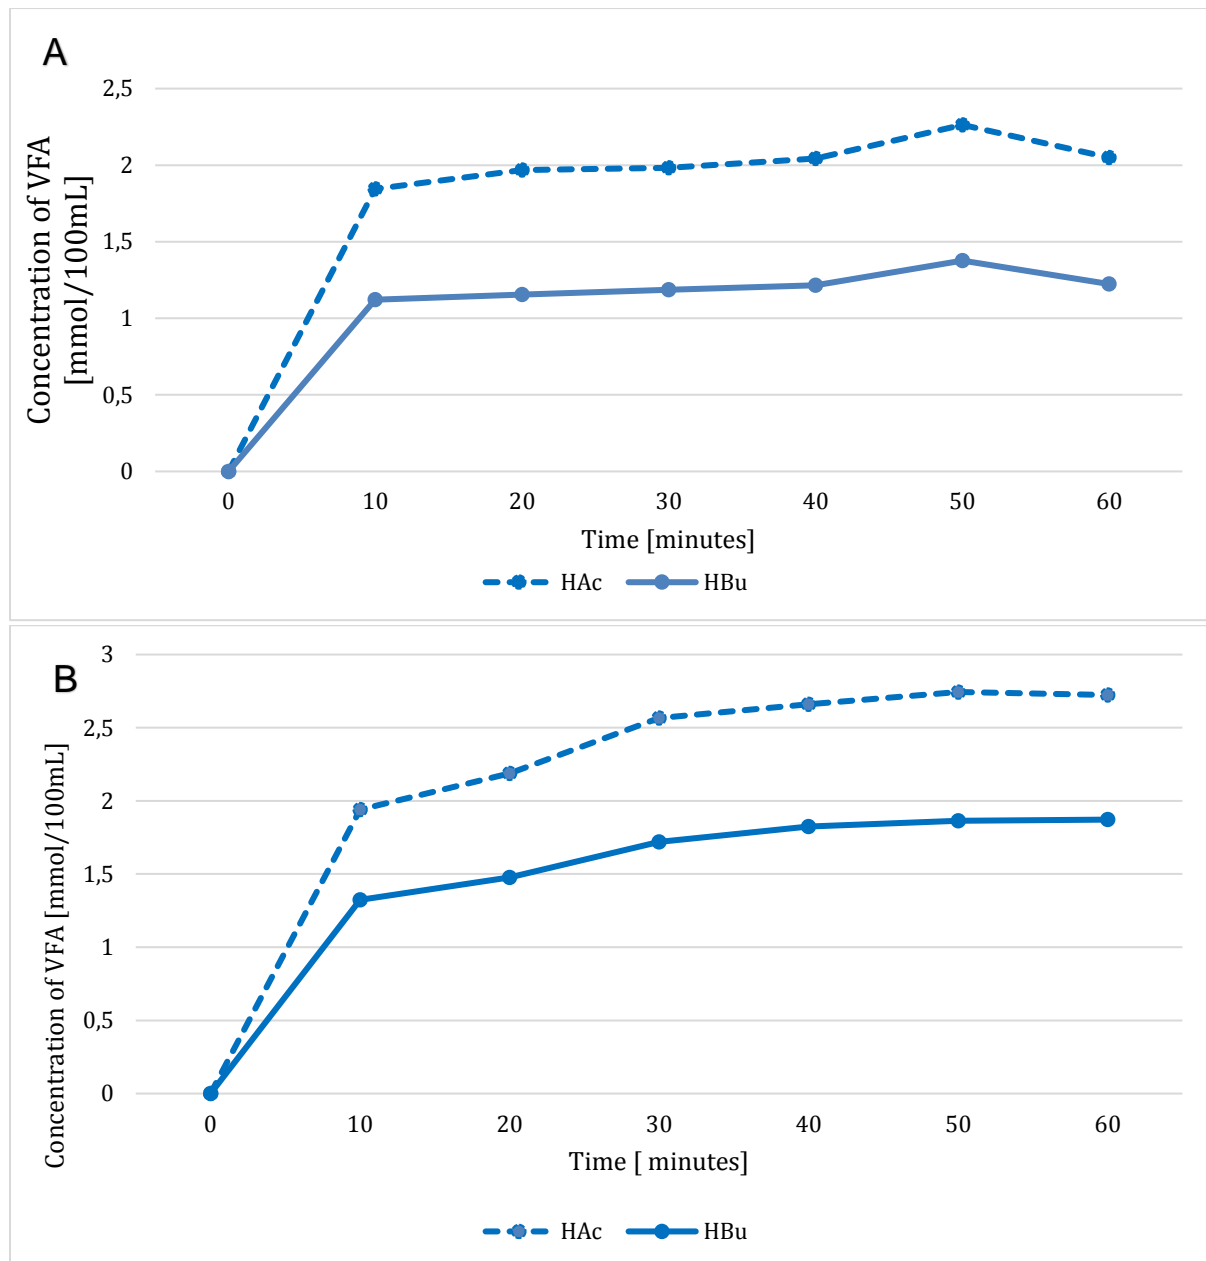 A
Concentration of VFA
[mmol/100mL]
2,5
2
1,5
1
0,5
0
0 10 20 30 40 50 60
Time [minutes]
HAc HBu
B
Concentration of VFA [mmol/100mL]
3
2,5
2
1,5
1
0,5
0
0 10 20 30 40 50 60
Time [ minutes]
HAc HBu